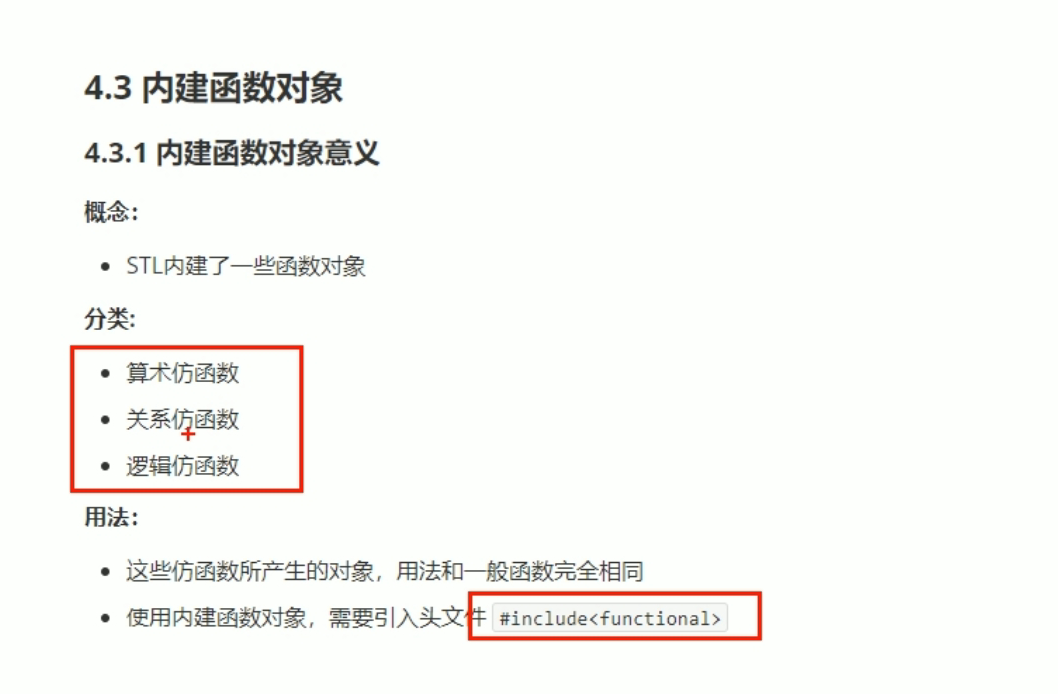 4.3 内建函数对象
4.3.1 内建函数对象意义
概念：
STL内建了一些函数对象
分类:
算术仿函数
关系仿函数
逻辑仿函数
用法：
这些仿函数所产生的对象，用法和一般函数完全相同
使用内建函数对象，需要引入头文件 #include<functional>